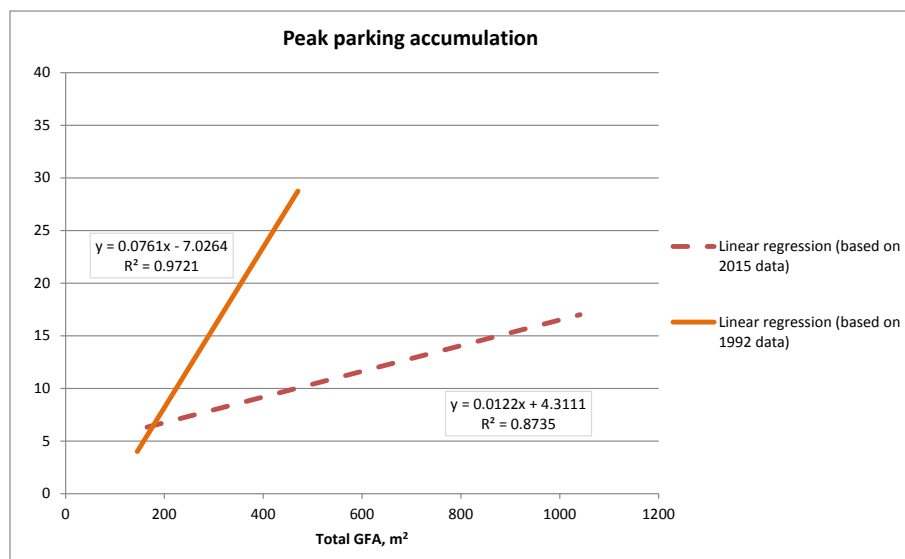 Peak parking accumulation
40
35
30
25
20
15
10
5
0
y = 0.0761x - 7.0264
R² = 0.9721
y = 0.0122x + 4.3111
R² = 0.8735
0 200 400 600 800 1000 1200
Total GFA, m²
Linear regression (based on
2015 data)
Linear regression (based on
1992 data)